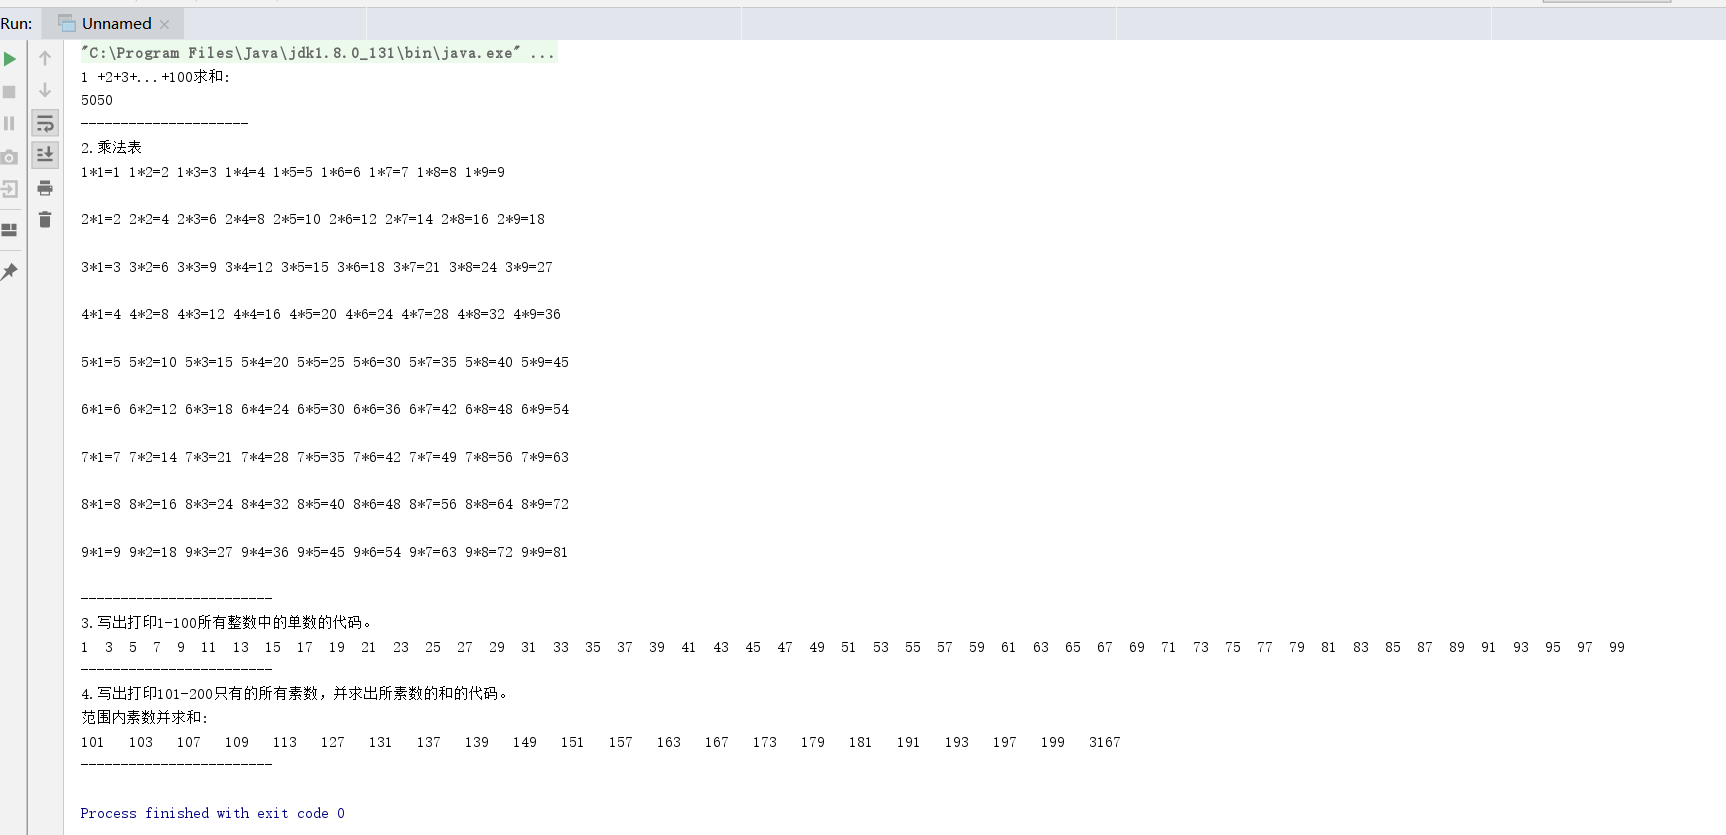 Run: Unnamed
"C:\Program Files\Java\jdk1.8.0_131\bin\java.exe" ...
1 +2+3+...+100求和:
5050
---------------------
2.乘法表
1*1=1 1*2=2 1*3=3 1*4=4 1*5=5 1*6=6 1*7=7 1*8=8 1*9=9
2*1=2 2*2=4 2*3=6 2*4=8 2*5=10 2*6=12 2*7=14 2*8=16 2*9=18
3*1=3 3*2=6 3*3=9 3*4=12 3*5=15 3*6=18 3*7=21 3*8=24 3*9=27
4*1=4 4*2=8 4*3=12 4*4=16 4*5=20 4*6=24 4*7=28 4*8=32 4*9=36
5*1=5 5*2=10 5*3=15 5*4=20 5*5=25 5*6=30 5*7=35 5*8=40 5*9=45
6*1=6 6*2=12 6*3=18 6*4=24 6*5=30 6*6=36 6*7=42 6*8=48 6*9=54
7*1=7 7*2=14 7*3=21 7*4=28 7*5=35 7*6=42 7*7=49 7*8=56 7*9=63
8*1=8 8*2=16 8*3=24 8*4=32 8*5=40 8*6=48 8*7=56 8*8=64 8*9=72
9*1=9 9*2=18 9*3=27 9*4=36 9*5=45 9*6=54 9*7=63 9*8=72 9*9=81
------------------------
3.写出打印1-100所有整数中的单数的代码。
1 3 5 7 9 11 13 15 17 19 21 23 25 27 29 31 33 35 37 39 41 43 45 47 49 51 53 55 57 59 61 63 65 67 69 71 73 75 77 79 81 83 85 87 89 91 93 95 97 99
------------------------
4.写出打印101-200只有的所有素数，并求出所素数的和的代码。
范围内素数并求和:
101 103 107 109 113 127 131 137 139 149 151 157 163 167 173 179 181 191 193 197 199 3167
------------------------
Process finished with exit code 0